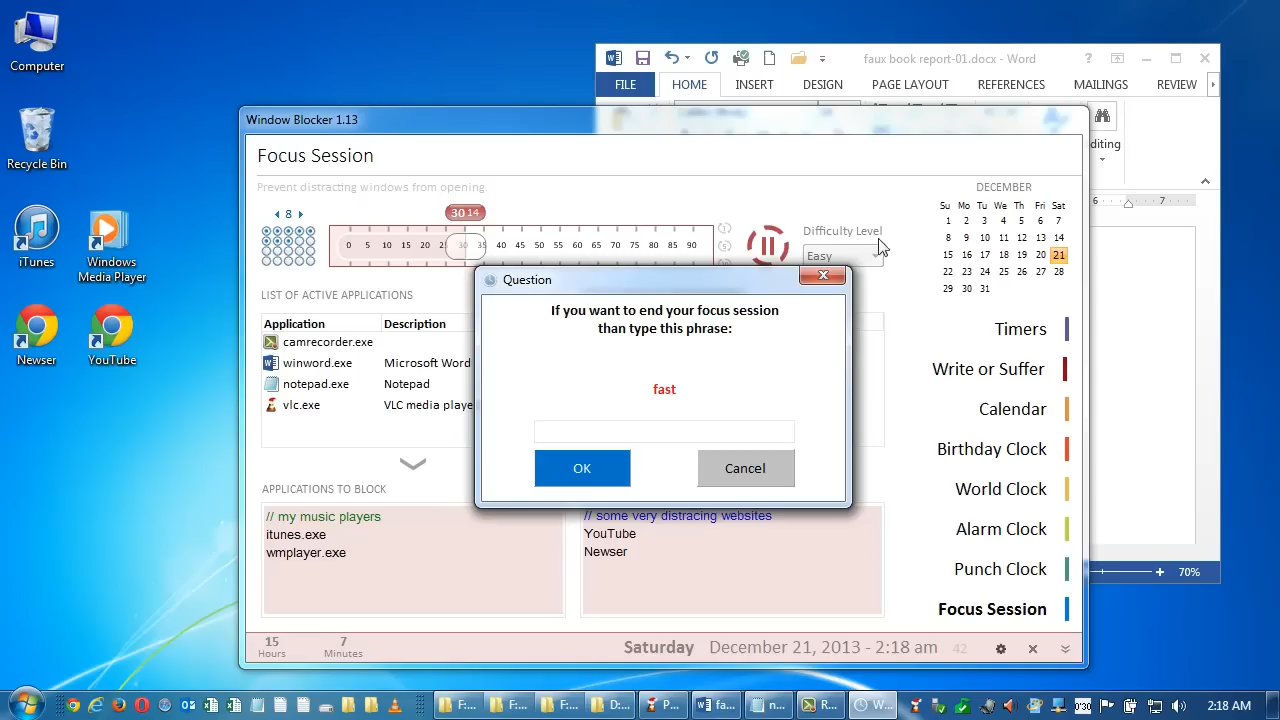 Computer
Recycle Bin
iTunes
Windows
Media Player
Newser
YouTube
faux book report-01.docx - Word
FILE
HOME
INSERT
DESIGN
PAGE LAYOUT
REFERENCES
MAILINGS
REVIEW
diting
6
7
70%
Window Blocker 1.13
Focus Session
Prevent distracting windows from opening
8
30 14
0 5 10 15 20 2 30 35 40 45 50 55 60 65 70 75 80 85 90
Difficulty Level
Easy
DECEMBER
Su Mo Tu We Th Fri Sat
1 2 3 4 5 6 7
8 9 10 11 12 13 14
15 16 17 18 19 20 21
22 23 24 25 26 27 28
29 30 31
LIST OF ACTIVE APPLICATIONS
Application Description
camrecorder.exe
winword.exe Microsoft Word
notepad.exe Notepad
vlc.exe VLC media playe
Question
If you want to end your focus session
than type this phrase:
fast
OK
Cancel
APPLICATIONS TO BLOCK
// my music players
itunes.exe
wmplayer.exe
// some very distracing websites
YouTube
Newser
Timers
Write or Suffer
Calendar
Birthday Clock
World Clock
Alarm Clock
Punch Clock
Focus Session
15
Hours
7
Minutes
Saturday December 21, 2013 - 2:18 am 42
F:...
F:...
F:...
D:...
P...
fa...
n...
R...
W...
0'30
2:18 AM